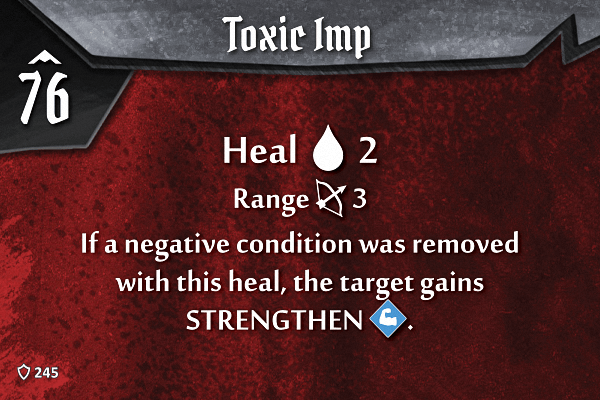 Toxic Imp
76
Heal 2
Range 3
If a negative condition was removed
with this heal, the target gains
STRENGTHEN .
245